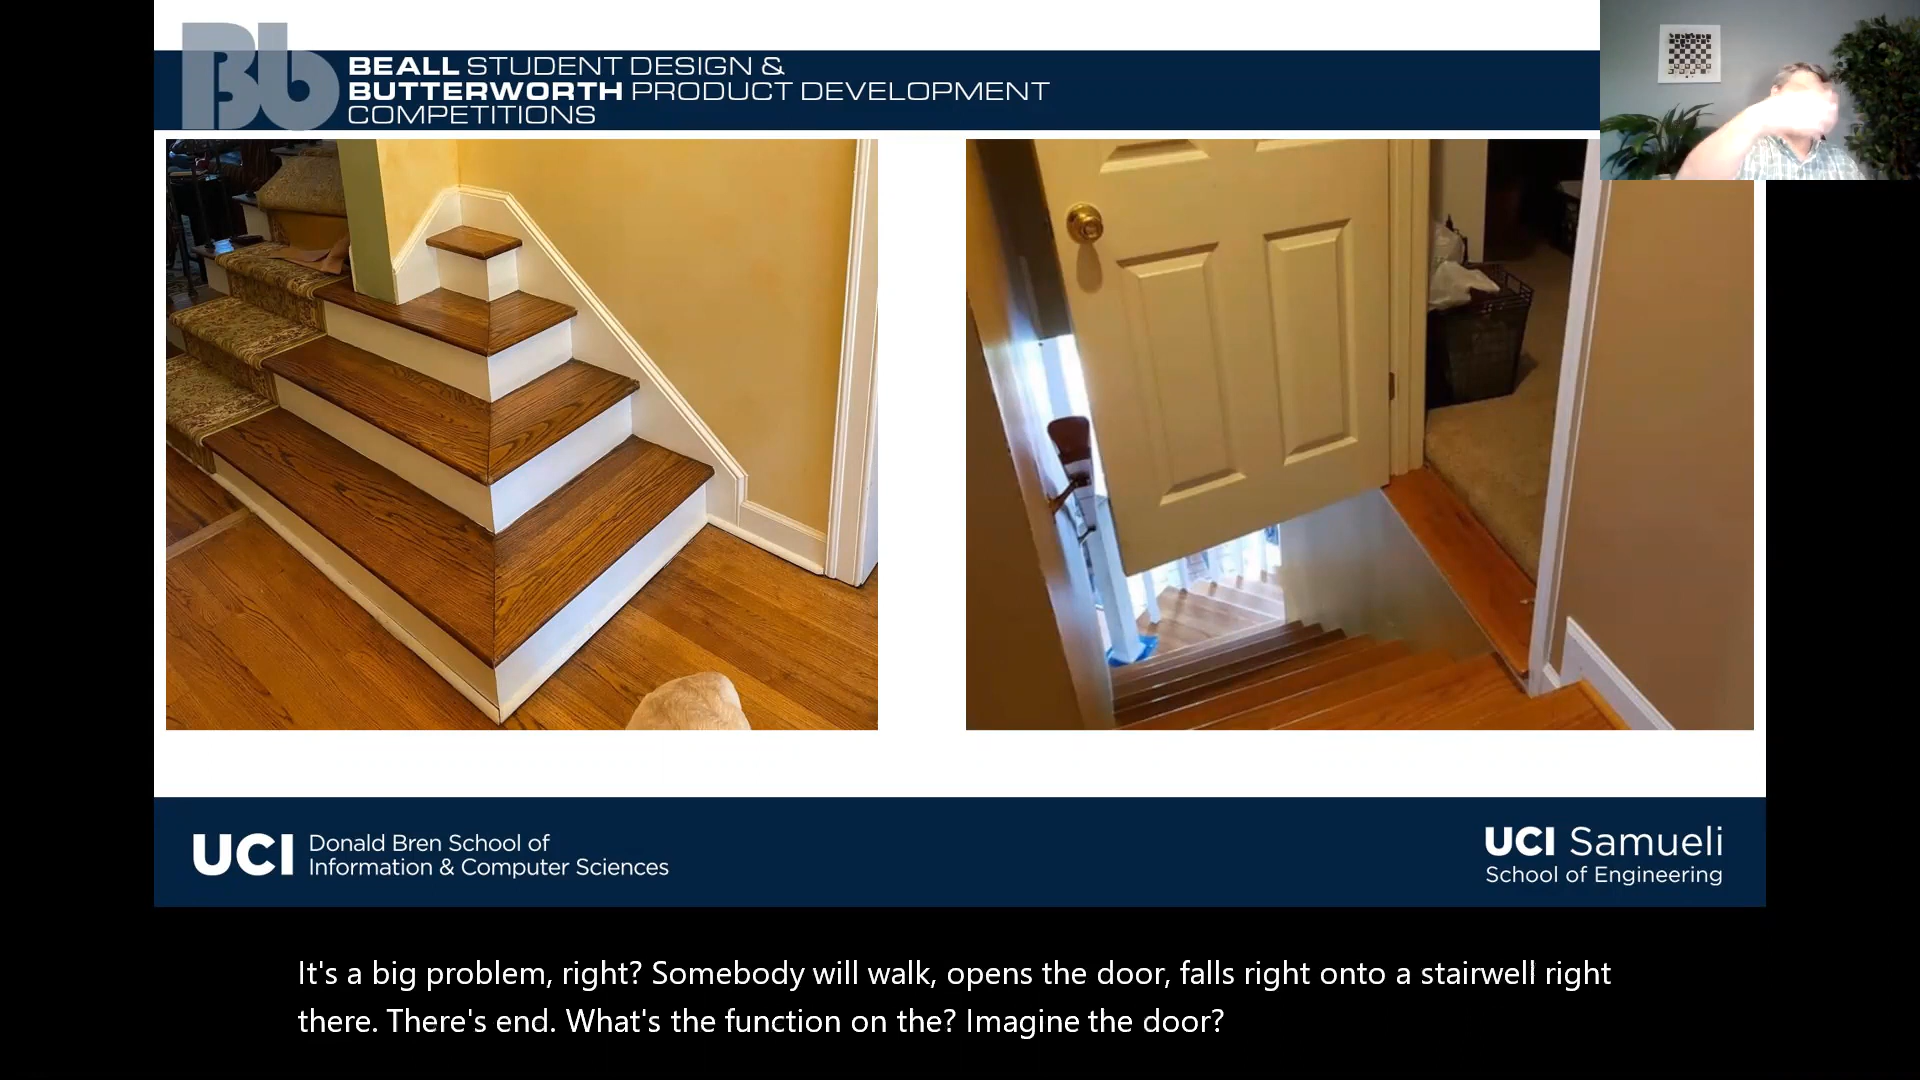 Bb
BEALL STUDENT DESIGN &
BUTTERWORTH PRODUCT DEVELOPMENT
COMPETITIONS
UCI Donald Bren School of
Information & Computer Sciences
UCI Samueli
School of Engineering
It's a big problem, right? Somebody will walk, opens the door, falls right onto a stairwell right
there. There's end. What's the function on the? Imagine the door?